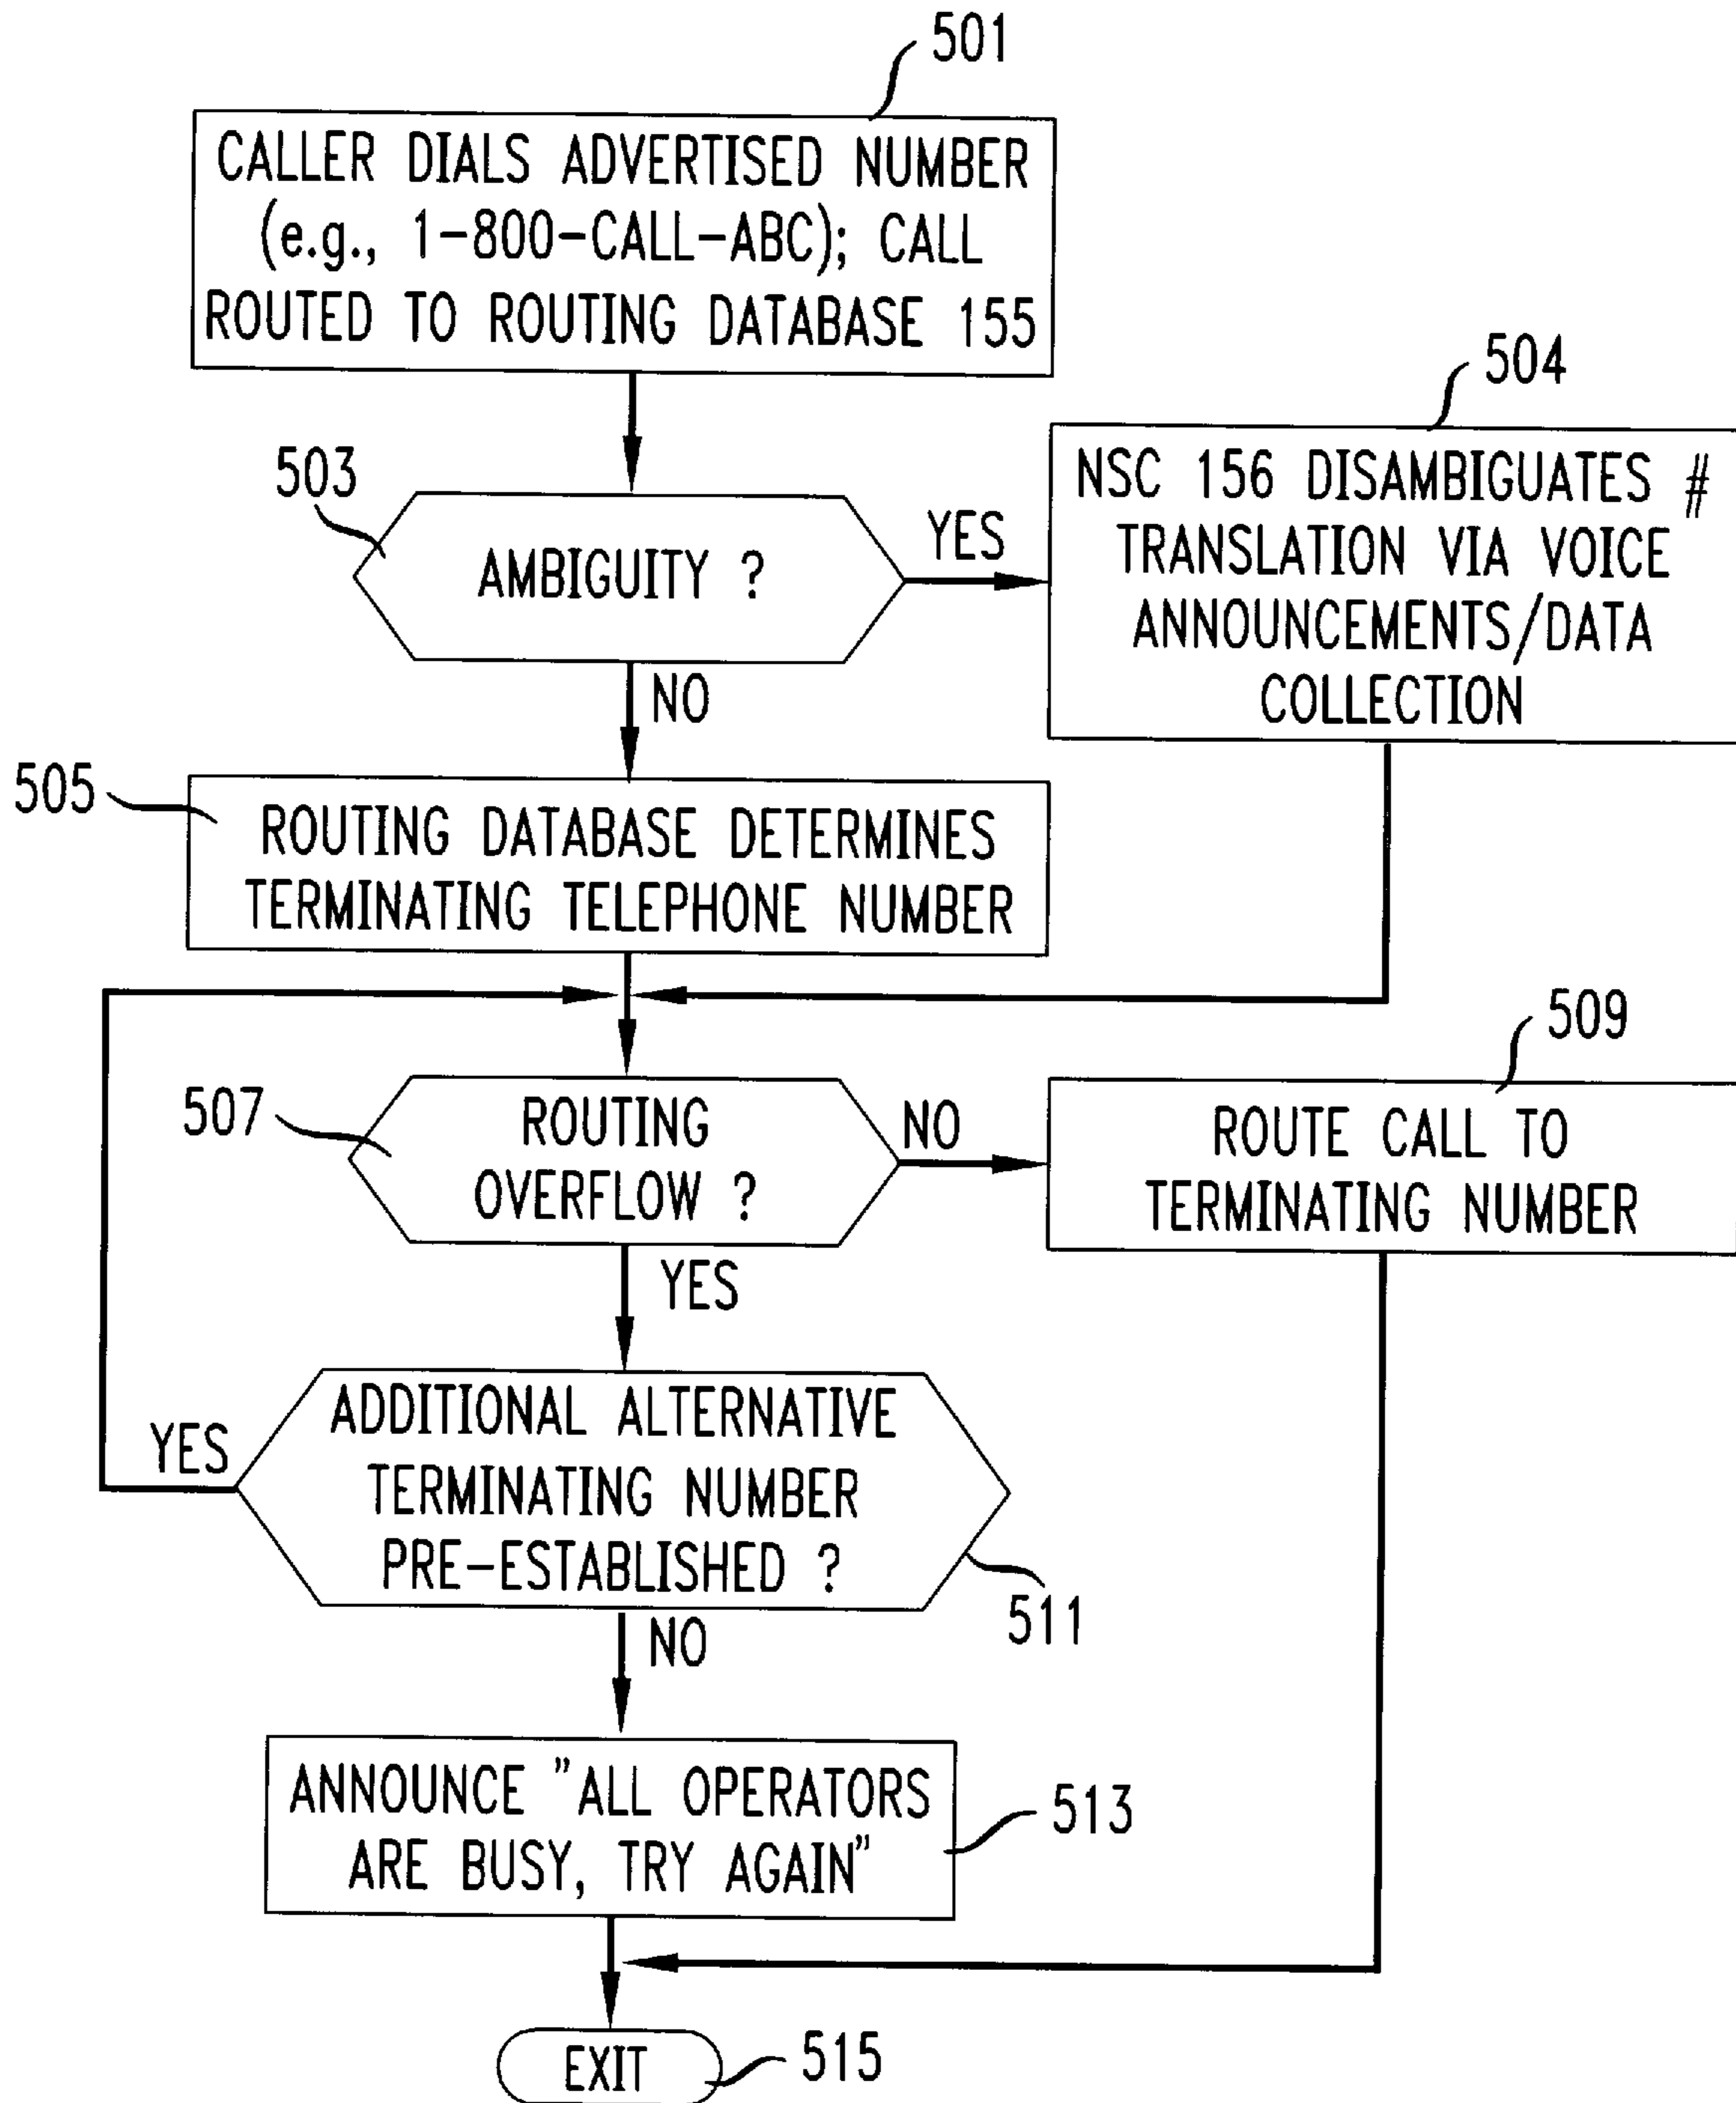 501
CALLER DIALS ADVERTISED NUMBER
(e.g., 1-800-CALL-ABC); CALL
ROUTED TO ROUTING DATABASE 155
504
503
AMBIGUITY ?
YES
NSC 156 DISAMBIGUATES #
TRANSLATION VIA VOICE
ANNOUNCEMENTS/DATA
COLLECTION
NO
505
ROUTING DATABASE DETERMINES
TERMINATING TELEPHONE NUMBER
509
507
ROUTING
OVERFLOW ?
NO
ROUTE CALL TO
TERMINATING NUMBER
YES
YES
ADDITIONAL ALTERNATIVE
TERMINATING NUMBER
PRE-ESTABLISHED ?
511
NO
ANNOUNCE "ALL OPERATORS
ARE BUSY, TRY AGAIN"
513
EXIT
515